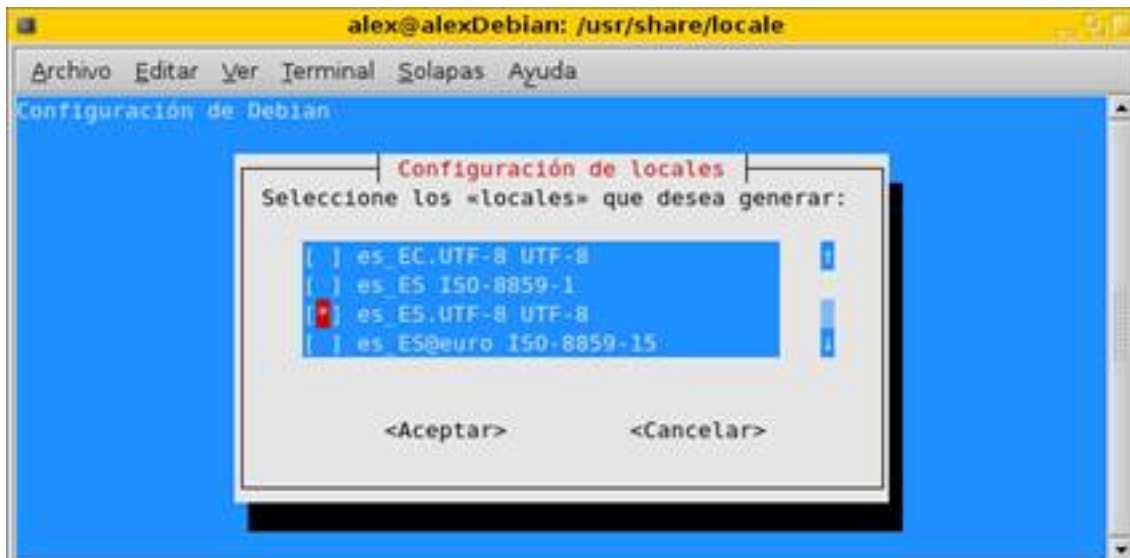 alex@alexDebian: /usr/share/locale
Archivo Editar Ver Terminal Solapas Ayuda
Configuración de Debian
Configuración de locales
Seleccione los «locales» que desea generar:
[ ] es_EC.UTF-8 UTF-8
[ ] es_ES ISO-8859-1
[*] es_ES.UTF-8 UTF-8
[ ] es_ES@euro ISO-8859-15
<Aceptar> <Cancelar>